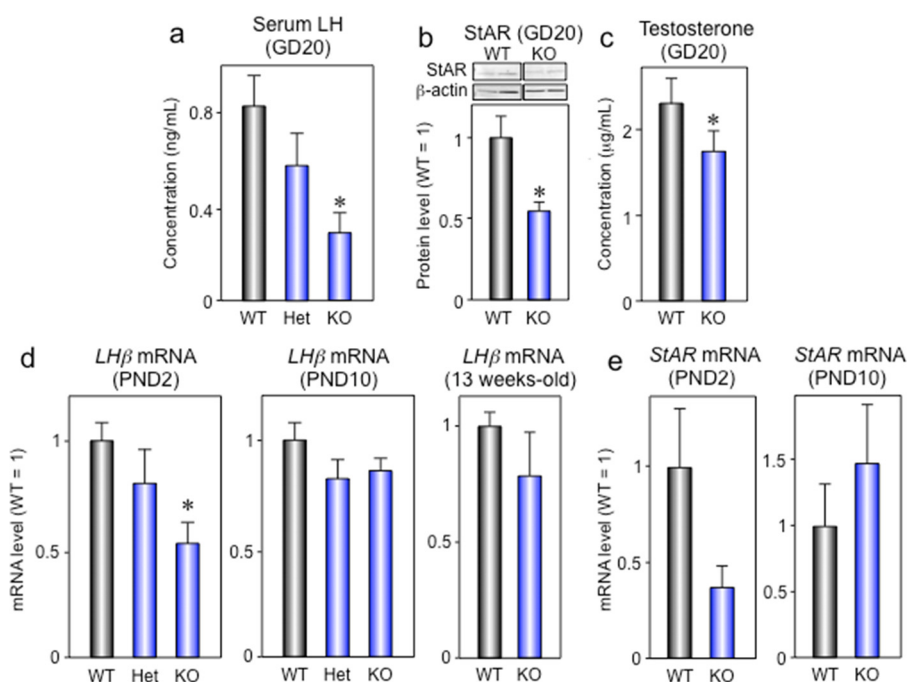 a
Serum LH
(GD20)
Concentration (ng/mL)
0.8
0.4
0
WT Het KO
*
b
StAR (GD20)
WT KO
StAR
β-actin
Protein level (WT = 1)
1
0.5
0
WT KO
*
c
Testosterone
(GD20)
Concentration (μg/mL)
2
1
0
WT KO
*
d
LHβ mRNA
(PND2)
mRNA level (WT = 1)
1
0.5
0
WT Het KO
*
LHβ mRNA
(PND10)
1
0.5
0
WT Het KO
LHβ mRNA
(13 weeks-old)
1
0.5
0
WT KO
e
StAR mRNA
(PND2)
mRNA level (WT = 1)
1
0.5
0
WT KO
StAR mRNA
(PND10)
1.5
1
0.5
0
WT KO